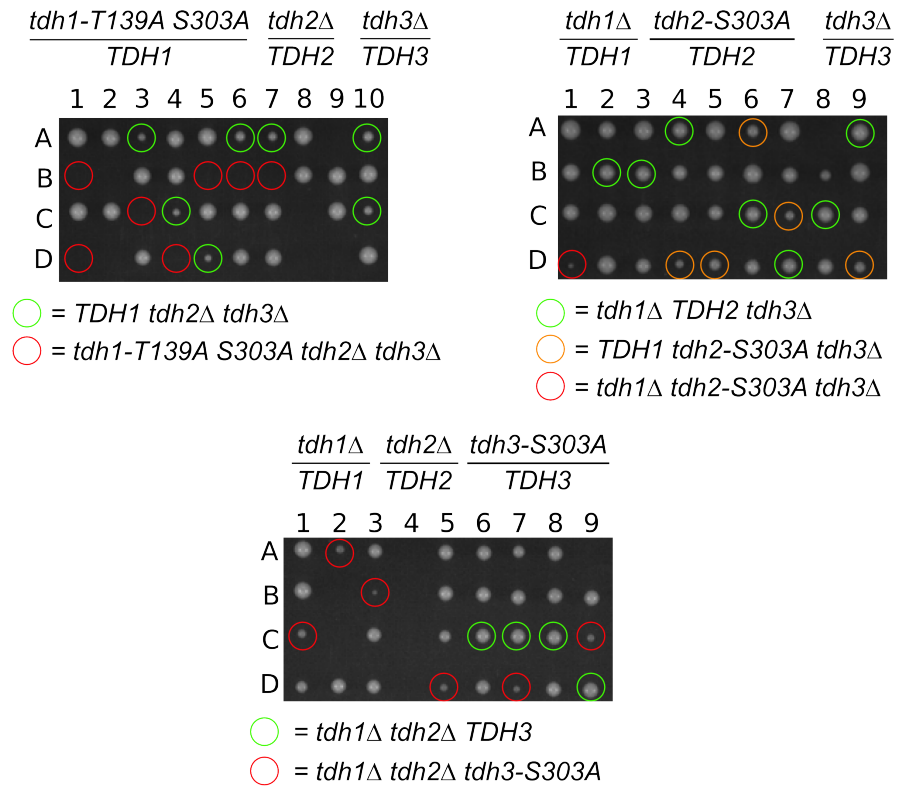 tdh1-T139A S303A tdh2Δ tdh3Δ
TDH1 TDH2 TDH3
1 2 3 4 5 6 7 8 9 10
A
B
C
D
= TDH1 tdh2Δ tdh3Δ
= tdh1-T139A S303A tdh2Δ tdh3Δ
tdh1Δ tdh2-S303A tdh3Δ
TDH1 TDH2 TDH3
1 2 3 4 5 6 7 8 9
A
B
C
D
= tdh1Δ TDH2 tdh3Δ
= TDH1 tdh2-S303A tdh3Δ
= tdh1Δ tdh2-S303A tdh3Δ
tdh1Δ tdh2Δ tdh3-S303A
TDH1 TDH2 TDH3
1 2 3 4 5 6 7 8 9
A
B
C
D
= tdh1Δ tdh2Δ TDH3
= tdh1Δ tdh2Δ tdh3-S303A